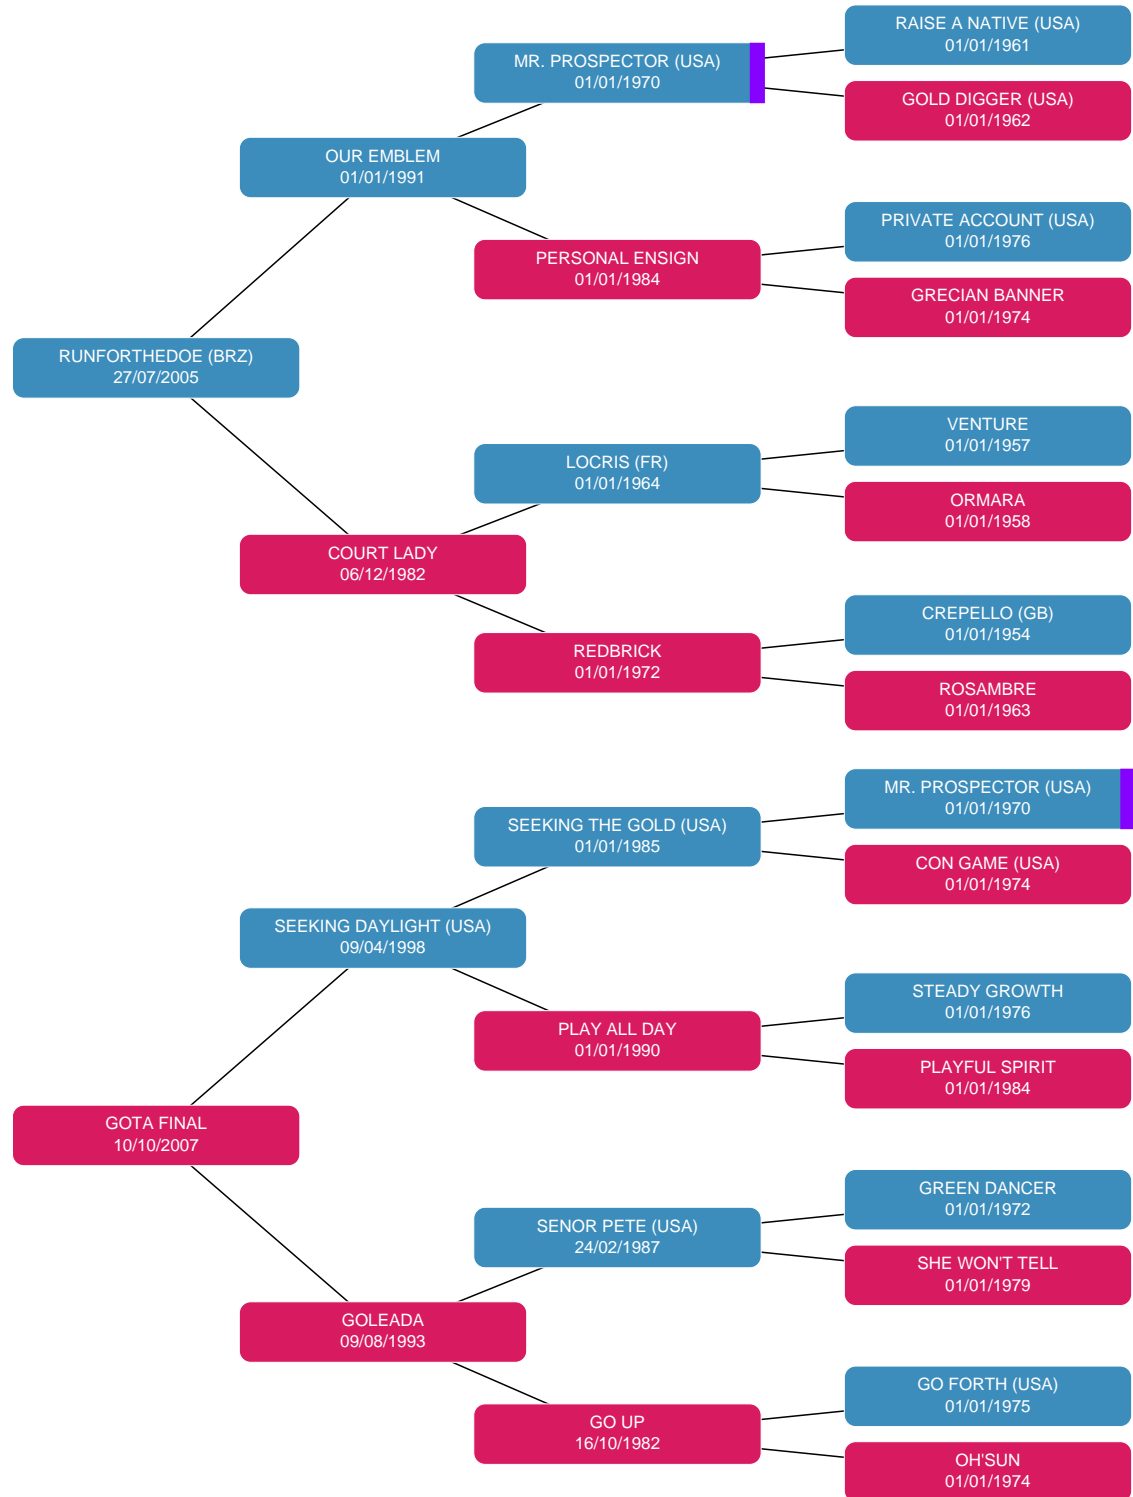 RAISE A NATIVE (USA)
01/01/1961
MR. PROSPECTOR (USA)
01/01/1970
GOLD DIGGER (USA)
01/01/1962
OUR EMBLEM
01/01/1991
PRIVATE ACCOUNT (USA)
01/01/1976
PERSONAL ENSIGN
01/01/1984
GRECIAN BANNER
01/01/1974
RUNFORTHEDOE (BRZ)
27/07/2005
VENTURE
01/01/1957
LOCRIS (FR)
01/01/1964
ORMARA
01/01/1958
COURT LADY
06/12/1982
CREPELLO (GB)
01/01/1954
REDBRICK
01/01/1972
ROSAMBRE
01/01/1963
MR. PROSPECTOR (USA)
01/01/1970
SEEKING THE GOLD (USA)
01/01/1985
CON GAME (USA)
01/01/1974
SEEKING DAYLIGHT (USA)
09/04/1998
STEADY GROWTH
01/01/1976
PLAY ALL DAY
01/01/1990
PLAYFUL SPIRIT
01/01/1984
GOTA FINAL
10/10/2007
GREEN DANCER
01/01/1972
SENOR PETE (USA)
24/02/1987
SHE WON'T TELL
01/01/1979
GOLEADA
09/08/1993
GO FORTH (USA)
01/01/1975
GO UP
16/10/1982
OH'SUN
01/01/1974